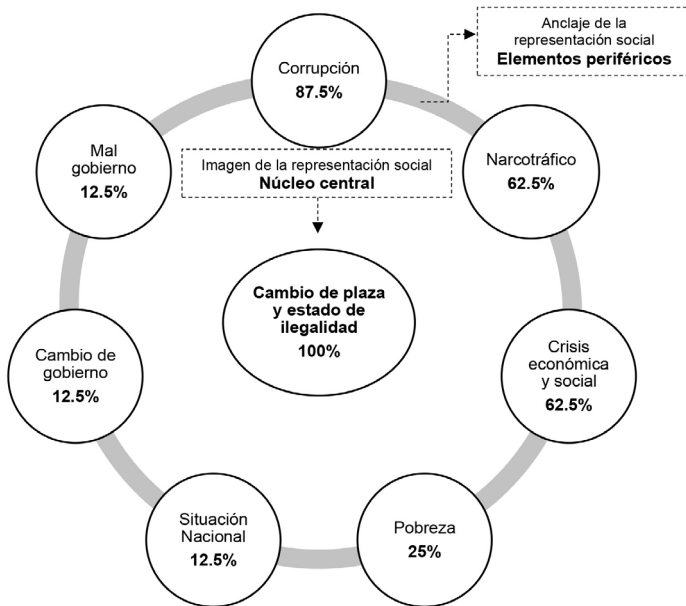 Anclaje de la
representación social
Elementos periféricos
Corrupción
87.5%
Narcotráfico
62.5%
Crisis
económica
y social
62.5%
Pobreza
25%
Situación
Nacional
12.5%
Cambio de
gobierno
12.5%
Mal
gobierno
12.5%
Imagen de la representación social
Núcleo central
Cambio de plaza
y estado de
ilegalidad
100%